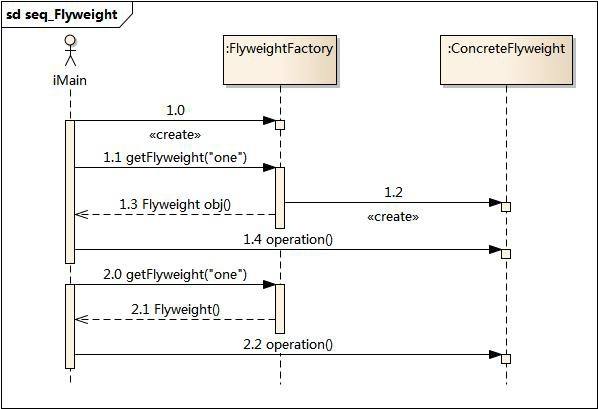 sd seq_Flyweight
:FlyweightFactory
:ConcreteFlyweight
iMain
1.0
«create»
1.1 getFlyweight("one")
1.2
1.3 Flyweight obj()
«create»
1.4 operation()
2.0 getFlyweight("one")
2.1 Flyweight()
2.2 operation()